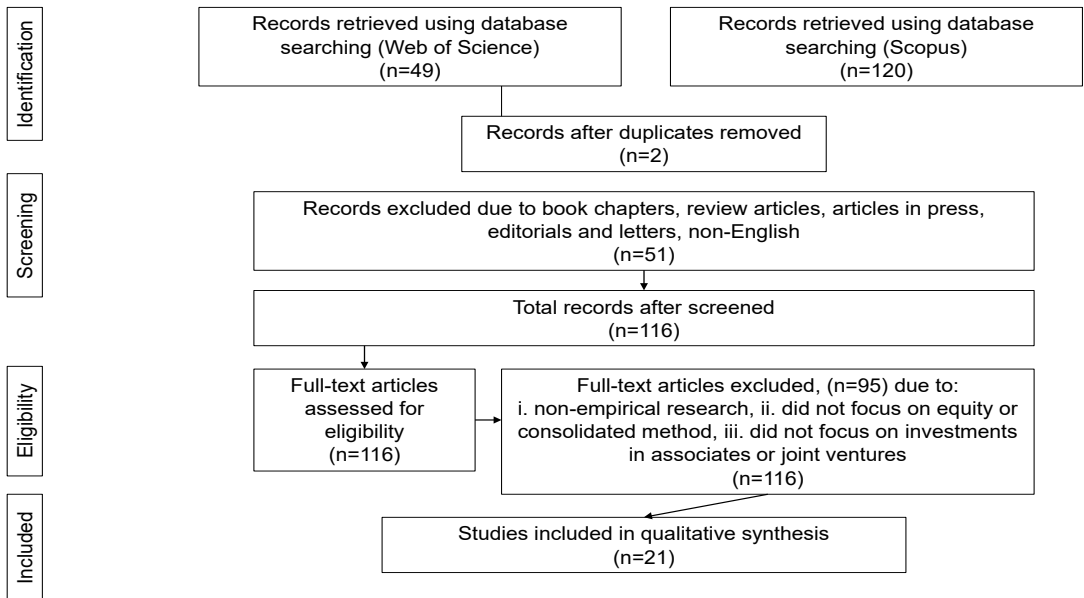 Identification
Records retrieved using database
searching (Web of Science)
(n=49)
Records retrieved using database
searching (Scopus)
(n=120)
Records after duplicates removed
(n=2)
Screening
Records excluded due to book chapters, review articles, articles in press,
editorials and letters, non-English
(n=51)
Total records after screened
(n=116)
Eligibility
Full-text articles
assessed for
eligibility
(n=116)
Full-text articles excluded, (n=95) due to:
i. non-empirical research, ii. did not focus on equity or
consolidated method, iii. did not focus on investments
in associates or joint ventures
(n=116)
Included
Studies included in qualitative synthesis
(n=21)